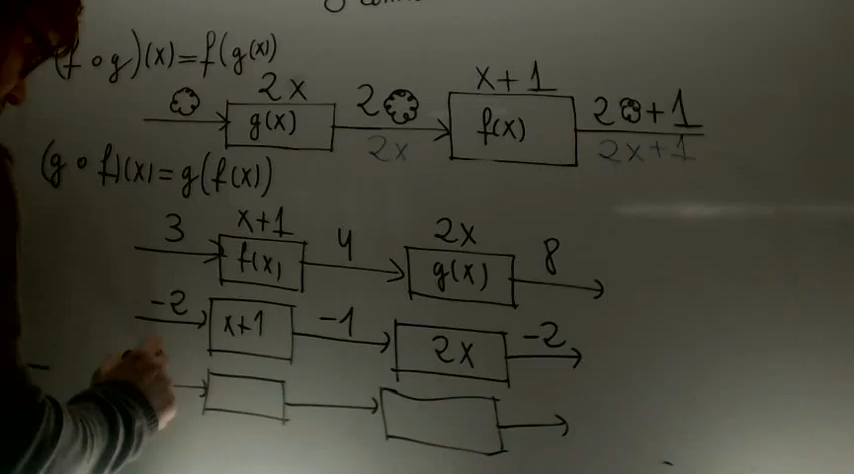 (f ∘ g)(x)=f(g(x)
2x x+1
g(x) 2 f(x) 2 +1
2x 2x+1
(g ∘ f)(x)=g(f(x))
x+1 2x
3 f(x) 4 g(x) 8
-2 x+1 -1 2x -2